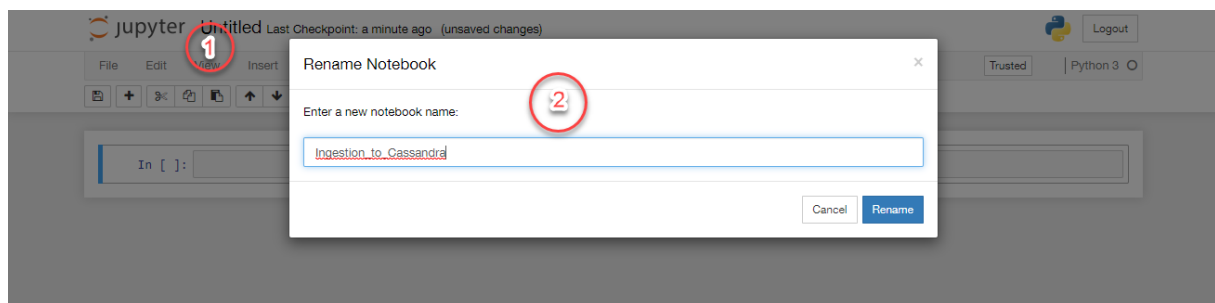 jupyter Untitled Last Checkpoint: a minute ago (unsaved changes)
Logout
1
File Edit View Insert
Trusted
Python 3
Rename Notebook
×
2
Enter a new notebook name:
Ingestion_to_Cassandra
In [ ]:
Cancel Rename